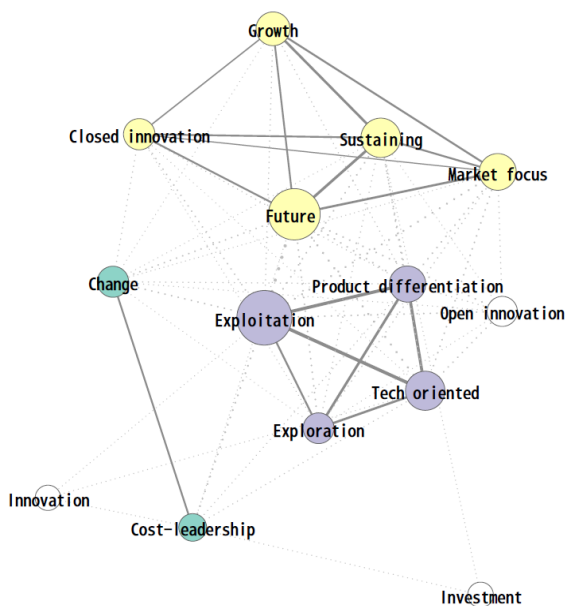 Growth
Closed innovation
Sustaining
Market focus
Future
Change
Product differentiation
Exploitation
Open innovation
Tech oriented
Exploration
Innovation
Cost-leadership
Investment